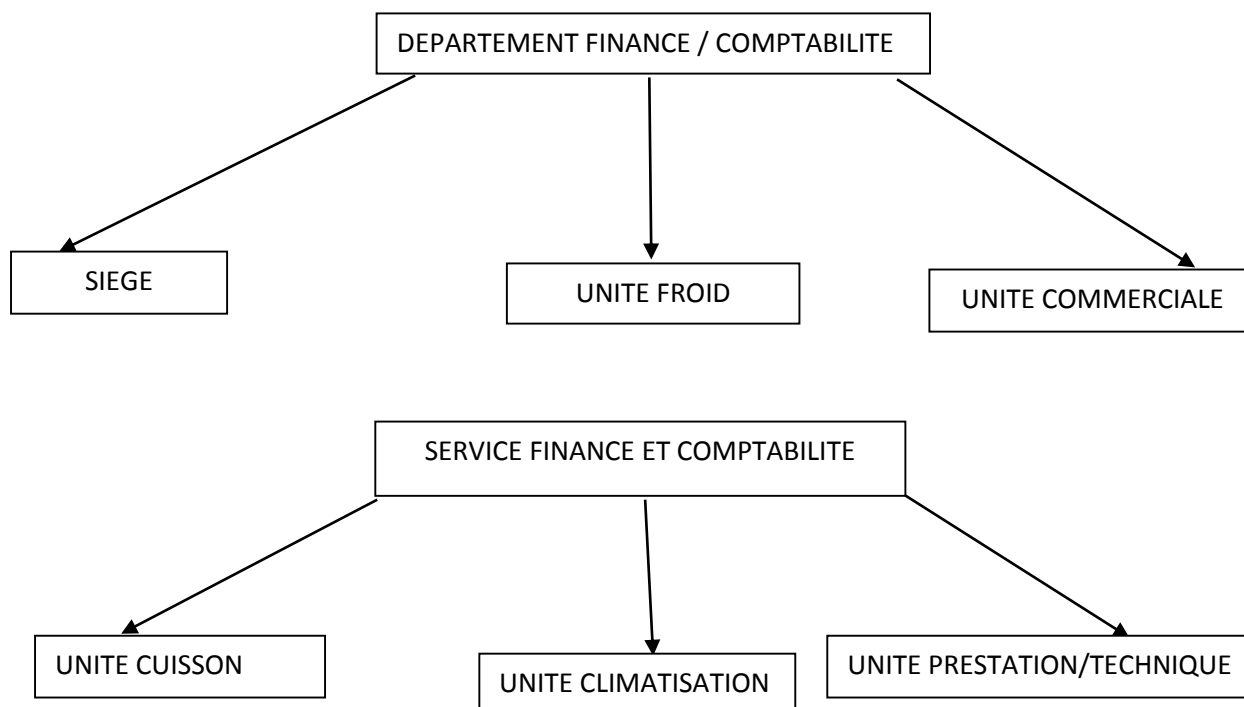 DEPARTEMENT FINANCE / COMPTABILITE
SIEGE
UNITE FROID
UNITE COMMERCIALE
SERVICE FINANCE ET COMPTABILITE
UNITE CUISSON
UNITE CLIMATISATION
UNITE PRESTATION/TECHNIQUE